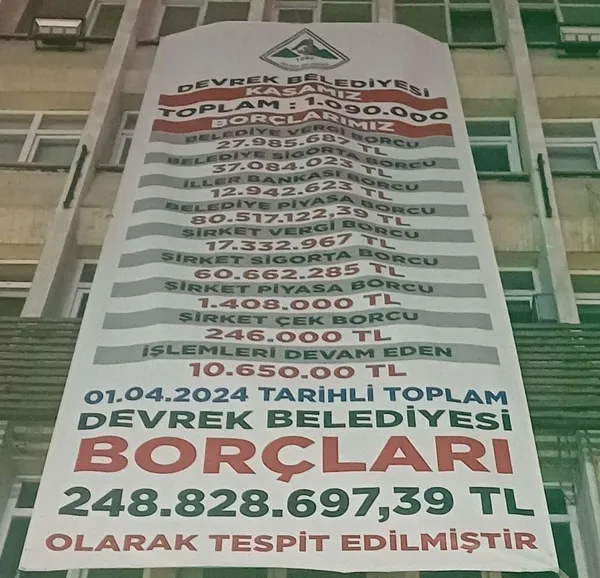 DEVREK BELEDİYESİ
KASAMIZ
TOPLAM : 1.090.000
BORÇLARIMIZ
BELEDİYE VERGİ BORCU
27.985.687 TL
BELEDİYE SİGORTA BORCU
37.084.023 TL
İLLER BANKASI BORCU
12.942.623 TL
BELEDİYE PİYASA BORCU
80.517.122,39 TL
ŞİRKET VERGİ BORCU
17.332.967 TL
ŞİRKET SİGORTA BORCU
60.662.285 TL
ŞİRKET PİYASA BORCU
1.408.000 TL
ŞİRKET ÇEK BORCU
246.000 TL
İŞLEMLERİ DEVAM EDEN
10.650.00 TL
01.04.2024 TARİHLİ TOPLAM
DEVREK BELEDİYESİ
BORÇLARI
248.828.697,39 TL
OLARAK TESPİT EDİLMİŞTİR